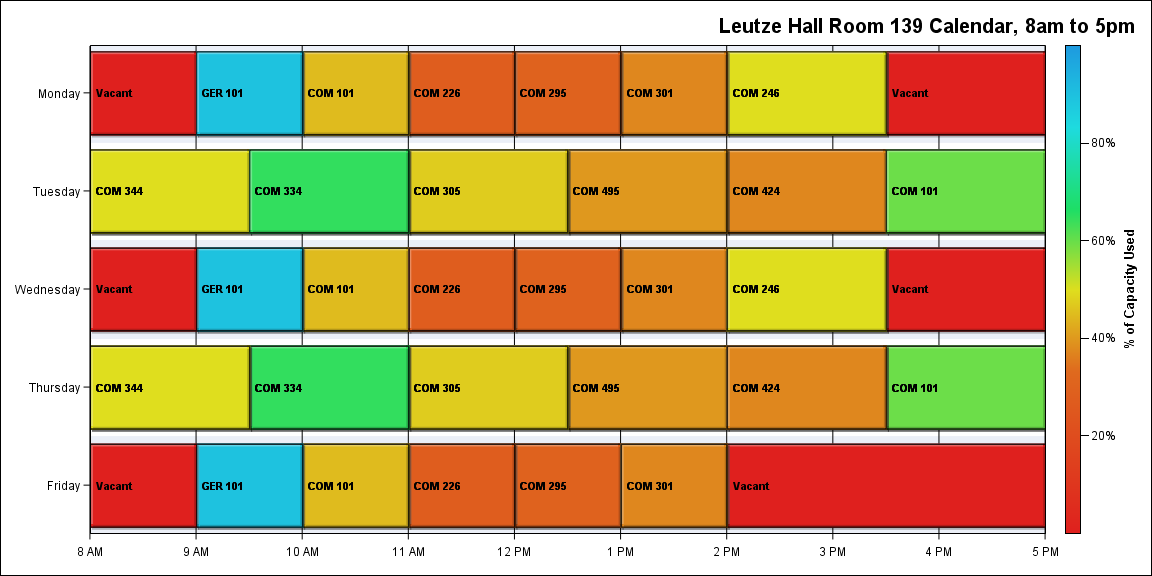 Leutze Hall Room 139 Calendar, 8am to 5pm
Monday
Vacant
GER 101
COM 101
COM 226
COM 295
COM 301
COM 246
Vacant
Tuesday
COM 344
COM 334
COM 305
COM 495
COM 424
COM 101
Wednesday
Vacant
GER 101
COM 101
COM 226
COM 295
COM 301
COM 246
Vacant
Thursday
COM 344
COM 334
COM 305
COM 495
COM 424
COM 101
Friday
Vacant
GER 101
COM 101
COM 226
COM 295
COM 301
Vacant
8 AM
9 AM
10 AM
11 AM
12 PM
1 PM
2 PM
3 PM
4 PM
5 PM
80%
60%
40%
20%
% of Capacity Used